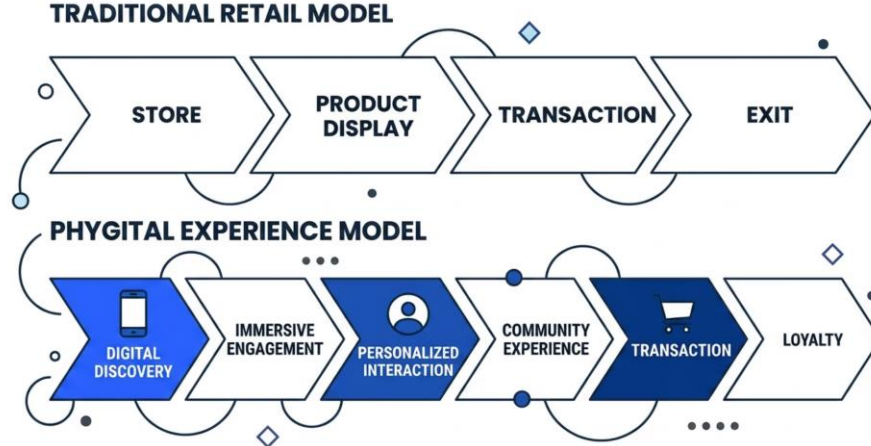 TRADITIONAL RETAIL MODEL
STORE
PRODUCT
DISPLAY
TRANSACTION
EXIT
PHYGITAL EXPERIENCE MODEL
DIGITAL
DISCOVERY
IMMERSIVE
ENGAGEMENT
PERSONALIZED
INTERACTION
COMMUNITY
EXPERIENCE
TRANSACTION
LOYALTY